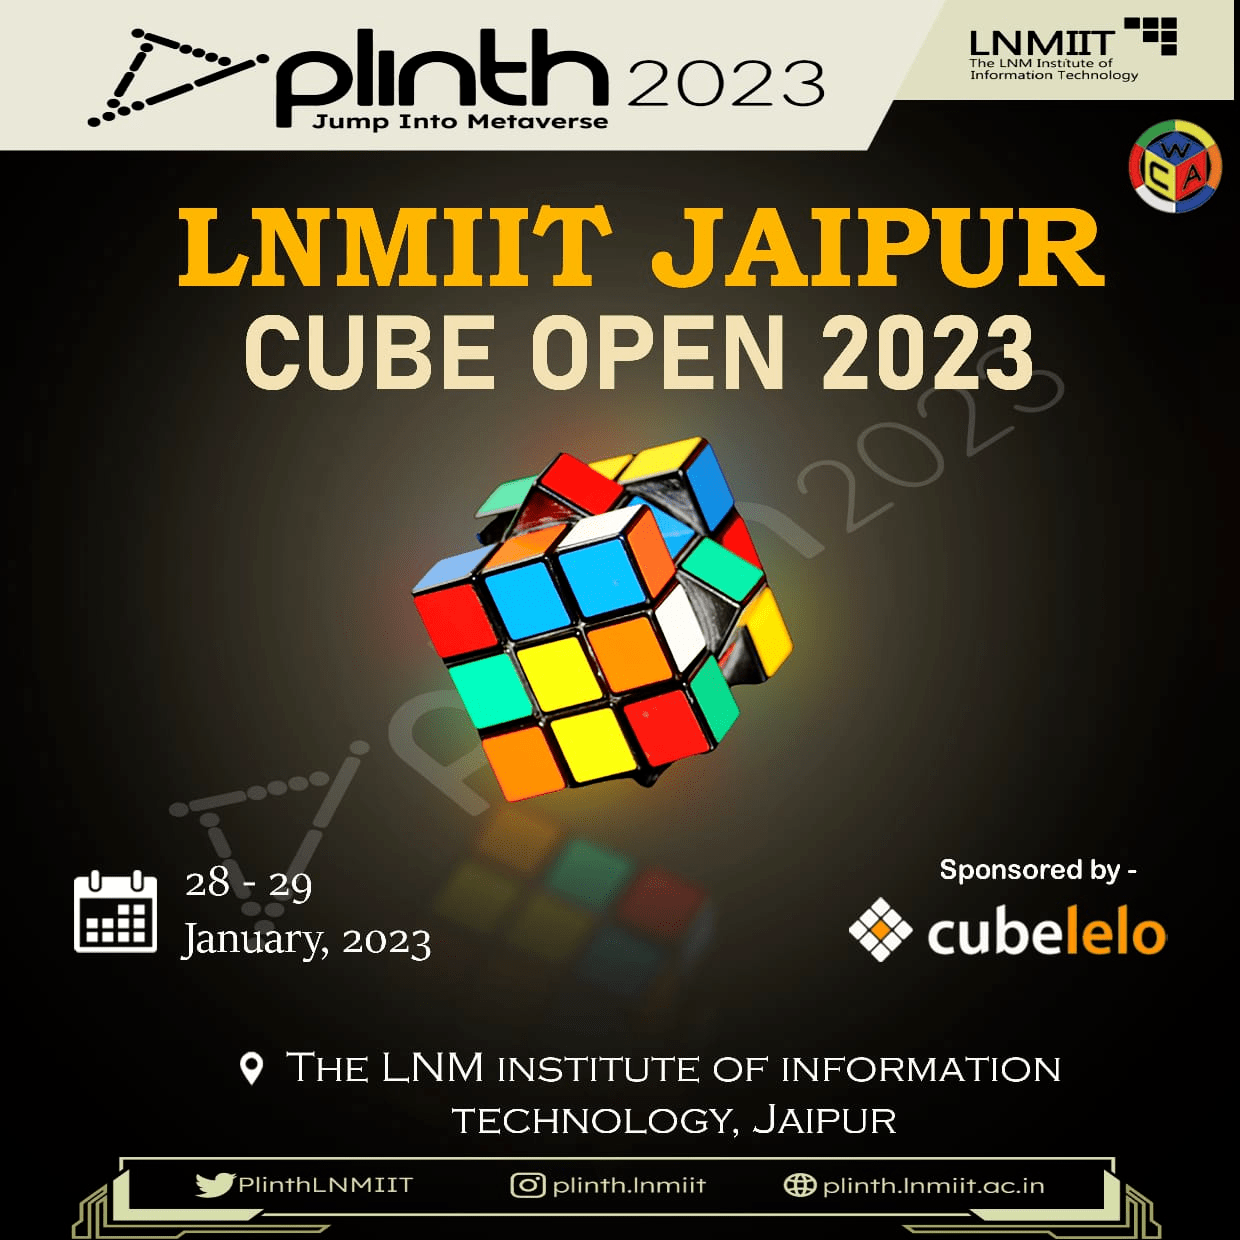 plinth 2023
Jump Into Metaverse
LNMIIT
The LNM Institute of
Information Technology
W
C A
LNMIIT JAIPUR
CUBE OPEN 2023
2023
28 - 29
January, 2023
Sponsored by -
cubelelo
THE LNM INSTITUTE OF INFORMATION
TECHNOLOGY, JAIPUR
PlinthLNMIIT
plinth.lnmiit
plinth.lnmiit.ac.in